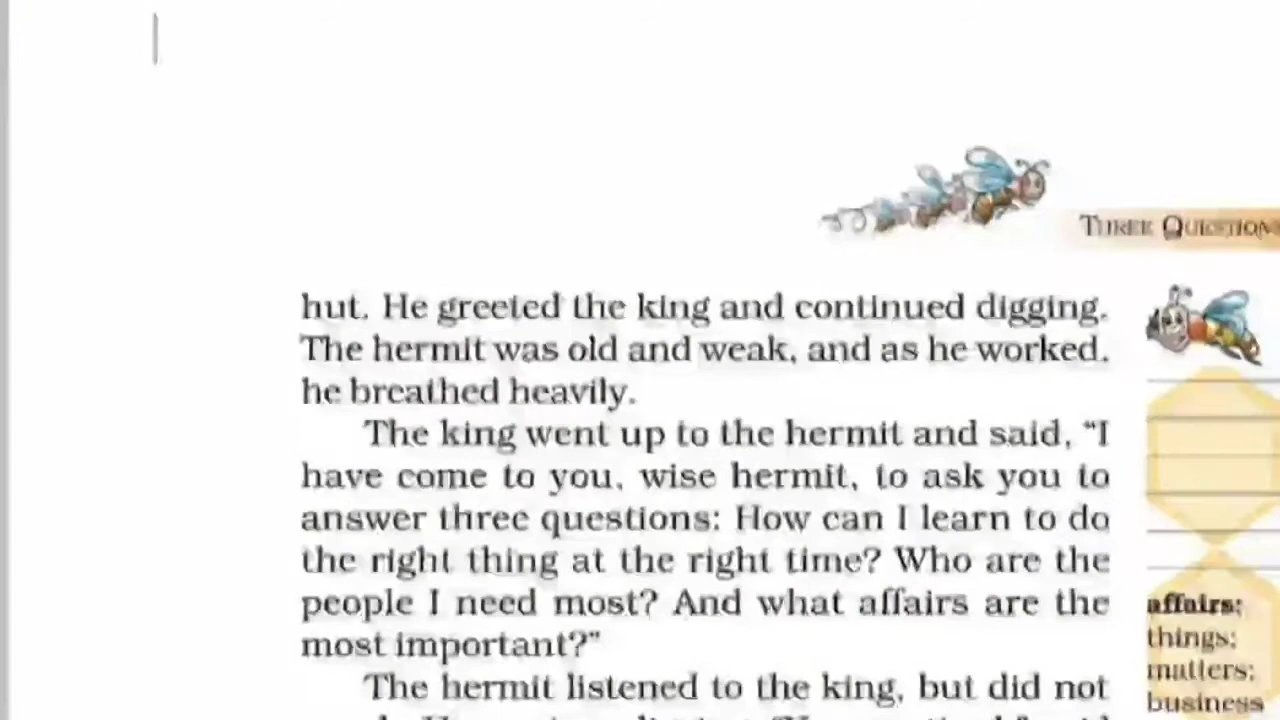 THREE QUESTIONS
hut. He greeted the king and continued digging.
The hermit was old and weak, and as he worked,
he breathed heavily.
The king went up to the hermit and said, “I
have come to you, wise hermit, to ask you to
answer three questions: How can I learn to do
the right thing at the right time? Who are the
people I need most? And what affairs are the
most important?”
The hermit listened to the king, but did not
affairs:
things;
matters;
business